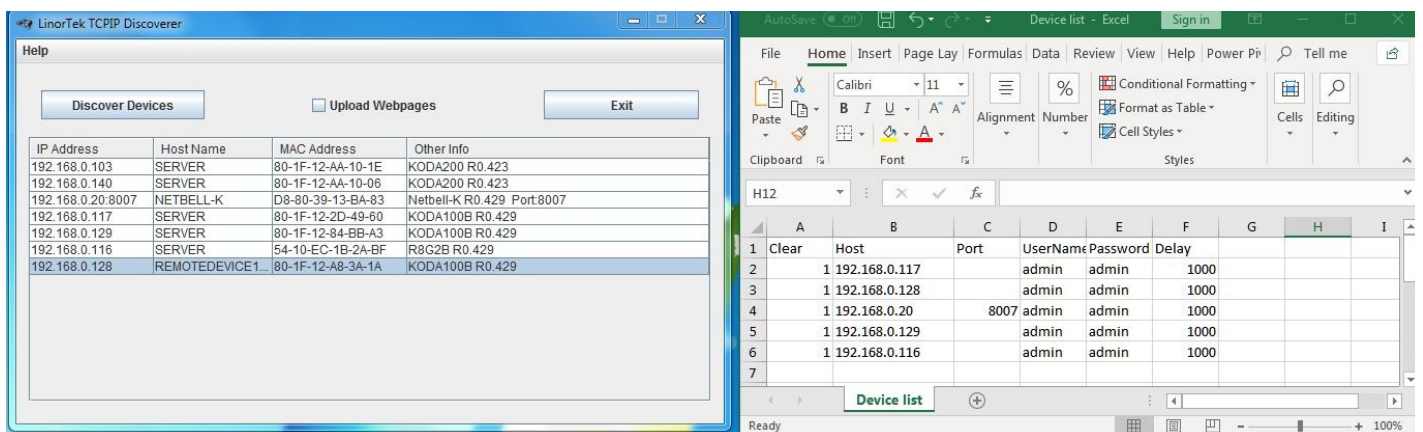 LinorTek TCPIP Discoverer
Help
Discover Devices Upload Webpages Exit
IP Address Host Name MAC Address Other Info
192.168.0.103 SERVER 80-1F-12-AA-10-1E KODA200 R0.423
192.168.0.140 SERVER 80-1F-12-AA-10-06 KODA200 R0.423
192.168.0.20:8007 NETBELL-K D8-80-39-13-BA-83 Netbell-K R0.429 Port:8007
192.168.0.117 SERVER 80-1F-12-2D-49-60 KODA100B R0.429
192.168.0.129 SERVER 80-1F-12-84-BB-A3 KODA100B R0.429
192.168.0.116 SERVER 54-10-EC-1B-2A-BF R8G2B R0.429
192.168.0.128 REMOTEDEVICE1... 80-1F-12-A8-3A-1A KODA100B R0.429
AutoSave Off Device list - Excel Sign in
File Home Insert Page Lay Formulas Data Review View Help Power Piv Tell me
Paste Calibri 11 Alignment Number Conditional Formatting Cells Editing
B I U A A Format as Table
A Cell Styles
Clipboard Font Styles
H12 fx
A B C D E F G H I
1 Clear Host Port UserName Password Delay
2 1 192.168.0.117 admin admin 1000
3 1 192.168.0.128 admin admin 1000
4 1 192.168.0.20 8007 admin admin 1000
5 1 192.168.0.129 admin admin 1000
6 1 192.168.0.116 admin admin 1000
7
Device list
Ready 100%